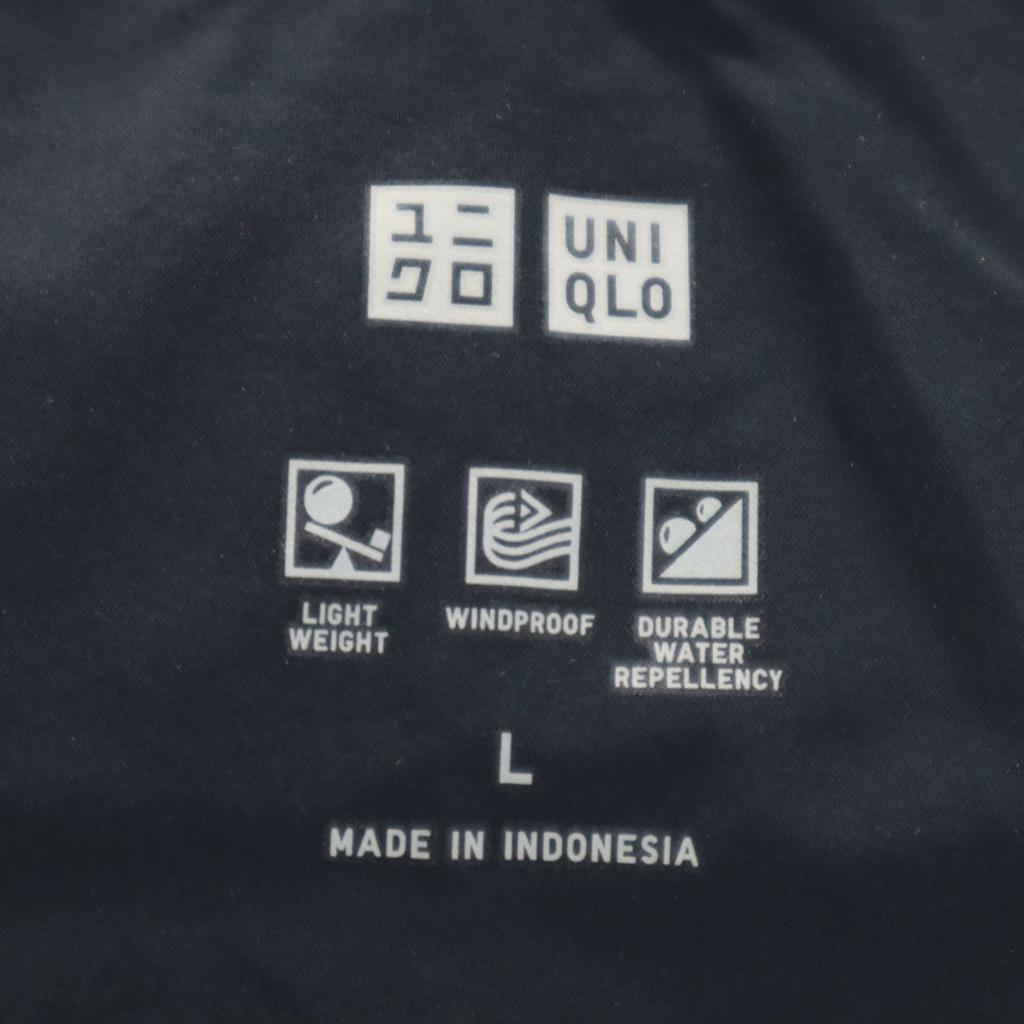 ユニ
クロ
UNI
QLO
LIGHT
WEIGHT
WINDPROOF
DURABLE
WATER
REPELLENCY
L
MADE IN INDONESIA